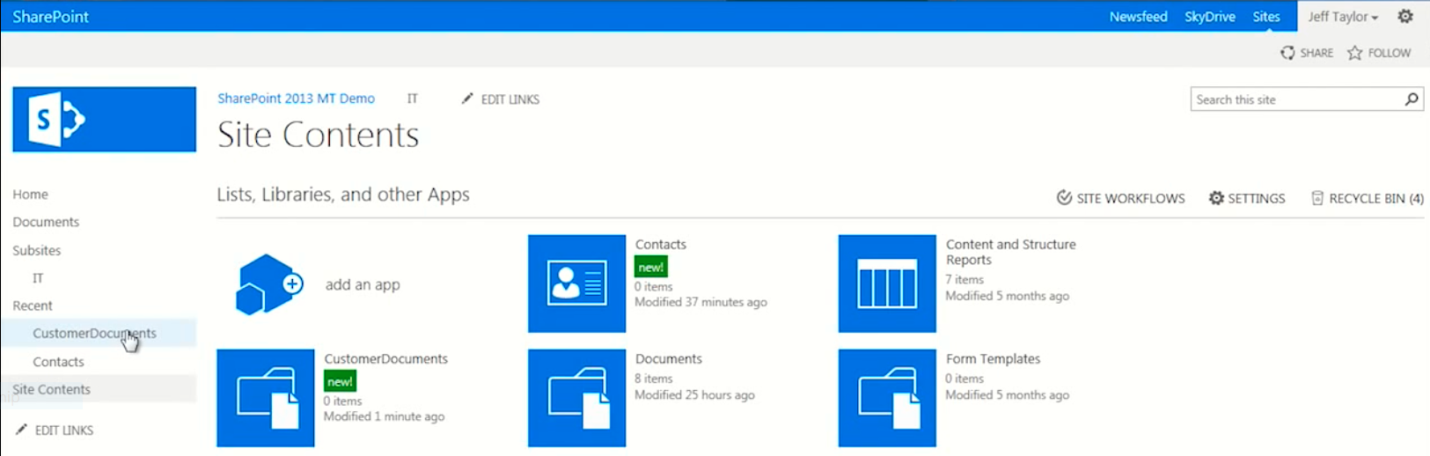 SharePoint
Newsfeed SkyDrive Sites Jeff Taylor
SHARE FOLLOW
S
SharePoint 2013 MT Demo IT EDIT LINKS
Search this site
Site Contents
Home
Documents
Subsites
IT
Recent
CustomerDocuments
Contacts
Site Contents
EDIT LINKS
Lists, Libraries, and other Apps
SITE WORKFLOWS SETTINGS RECYCLE BIN (4)
add an app
Contacts
new!
0 items
Modified 37 minutes ago
Content and Structure
Reports
7 items
Modified 5 months ago
CustomerDocuments
new!
0 items
Modified 1 minute ago
Documents
8 items
Modified 25 hours ago
Form Templates
0 items
Modified 5 months ago